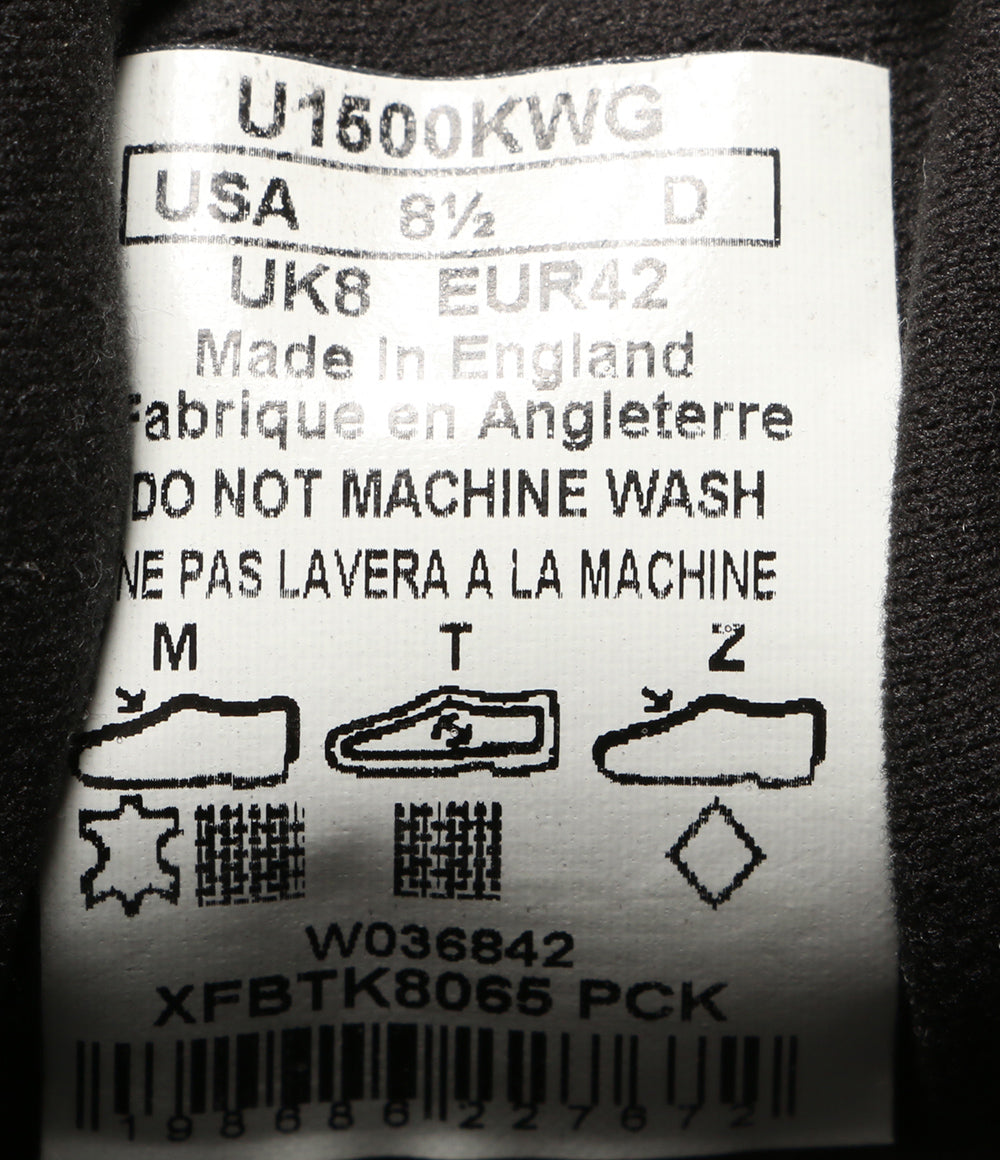 U1500KWG
USA 8½ D
UK8 EUR42
Made In England
Fabrique en Angleterre
DO NOT MACHINE WASH
NE PAS LAVERA A LA MACHINE
M T Z
W036842
XFBTK8065 PCK
198686227672